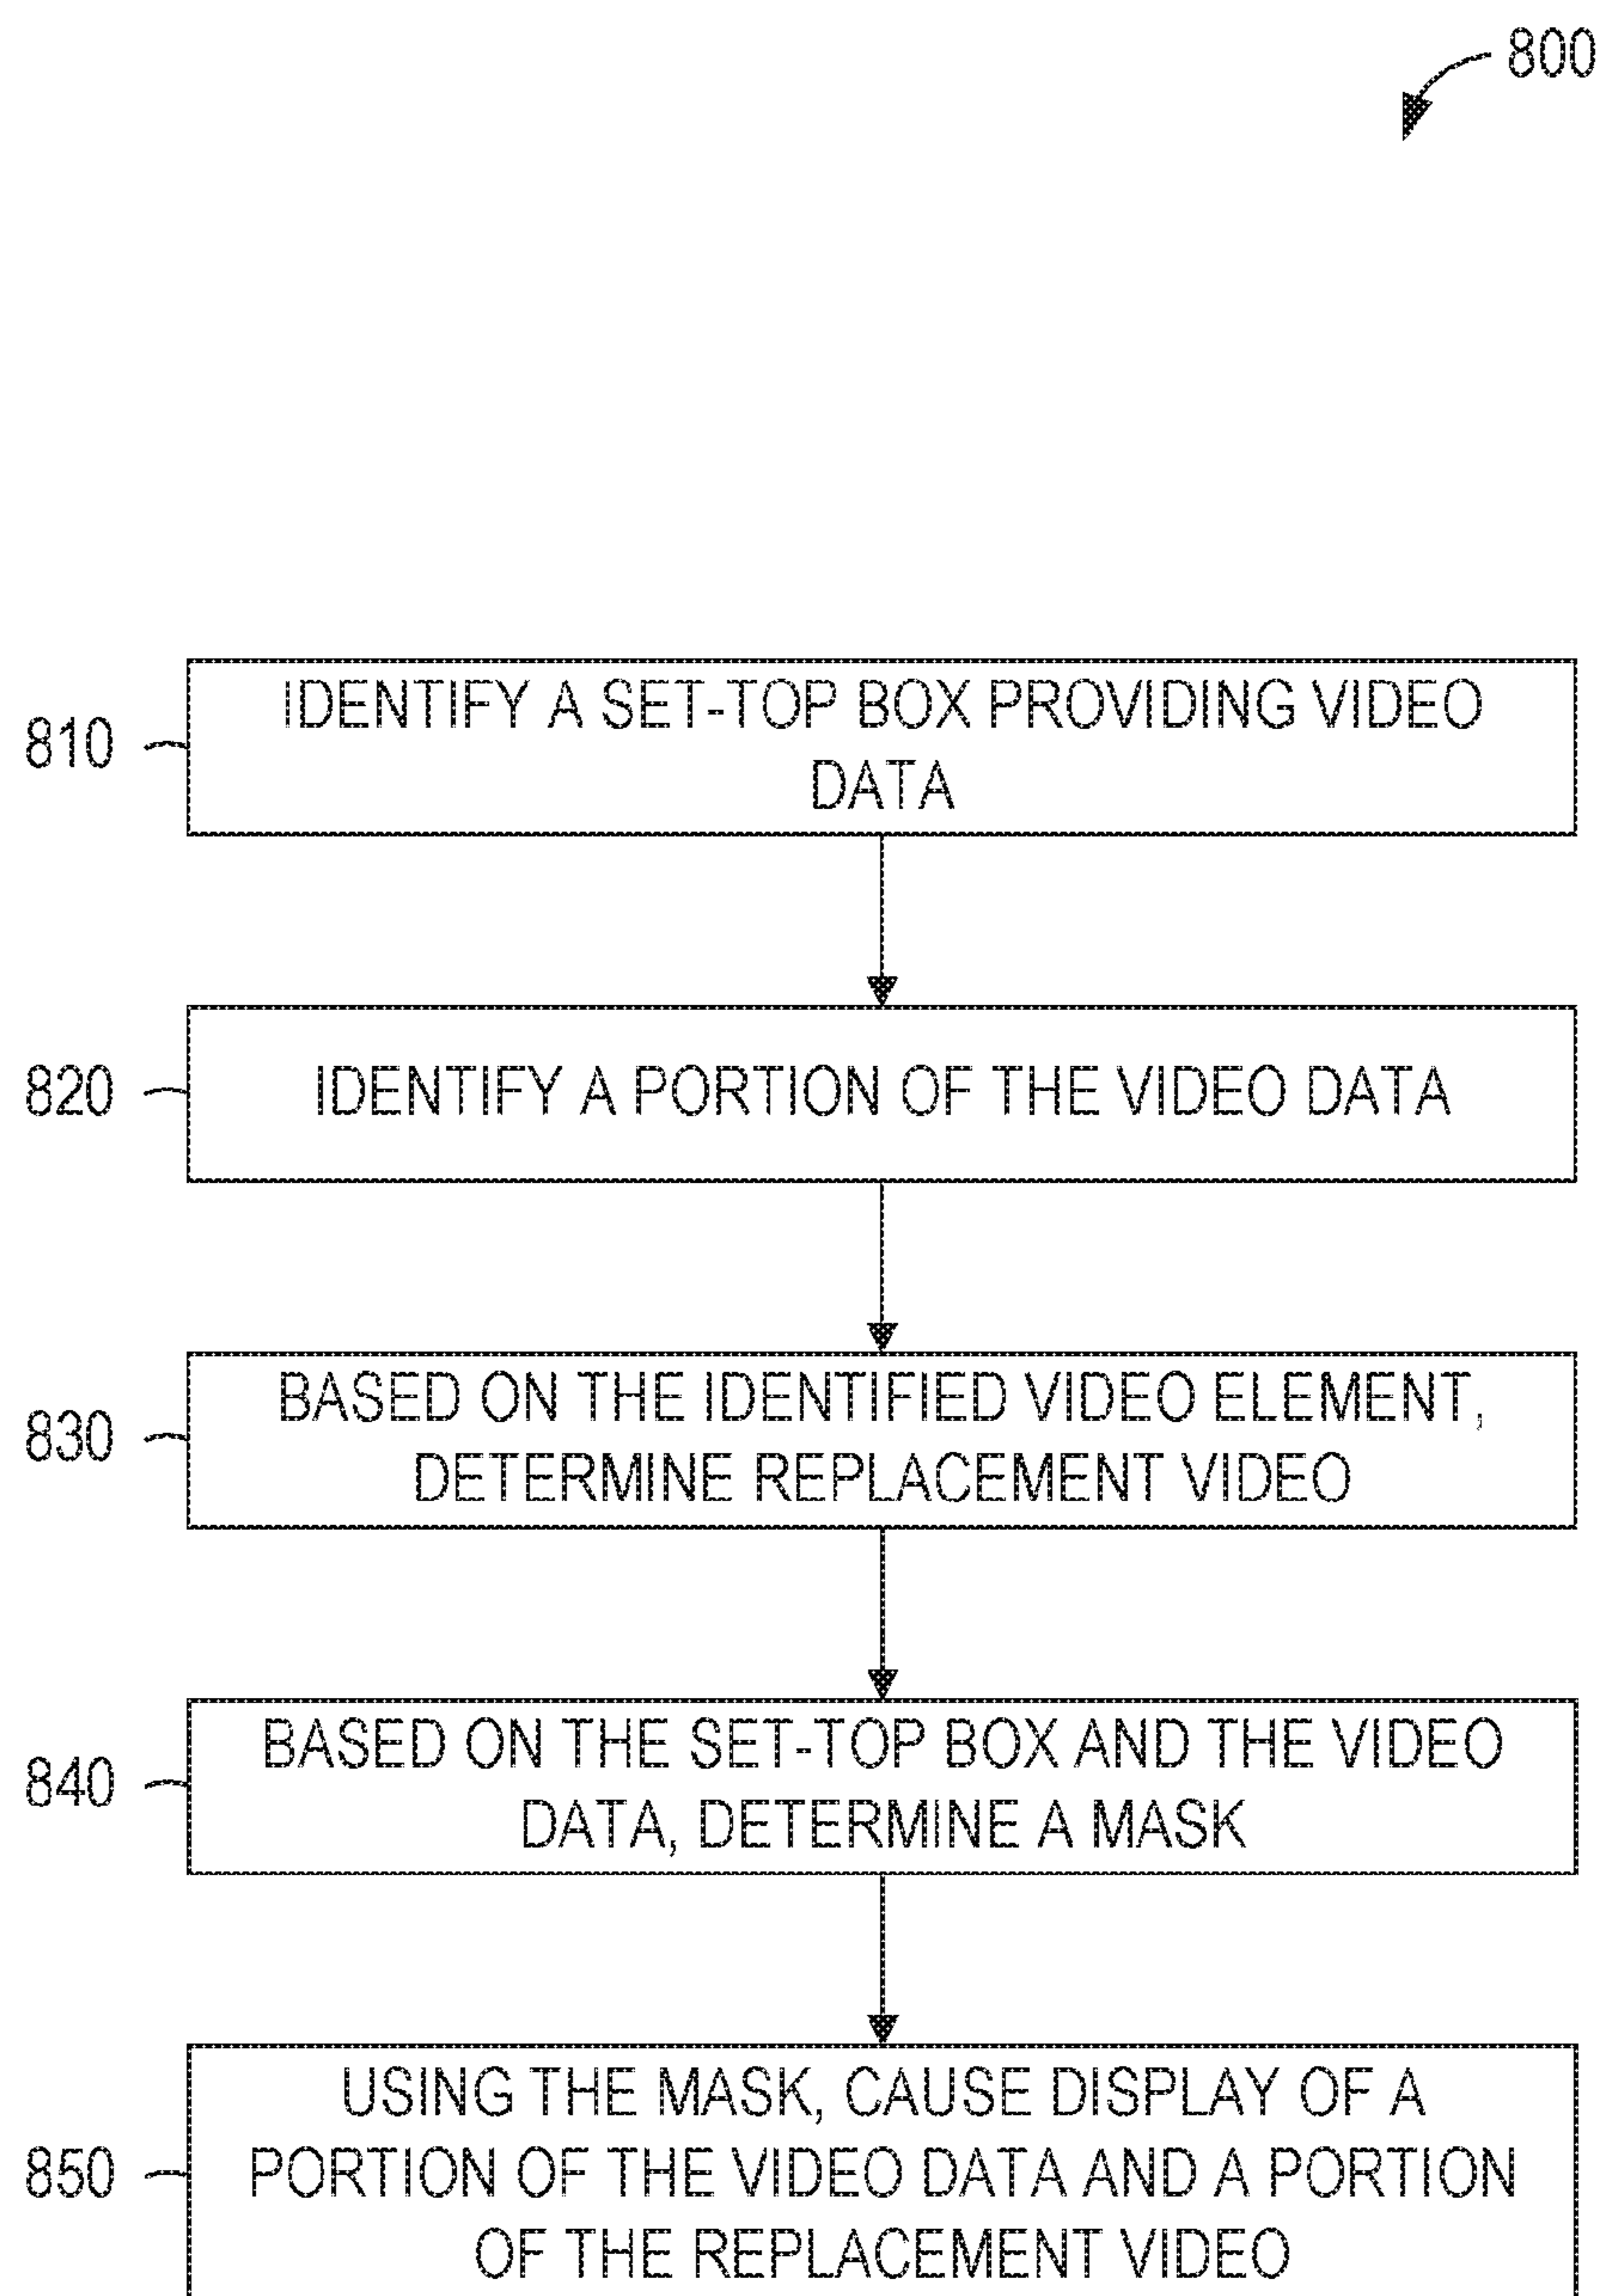 800
810
IDENTIFY A SET-TOP BOX PROVIDING VIDEO
DATA
820
IDENTIFY A PORTION OF THE VIDEO DATA
830
BASED ON THE IDENTIFIED VIDEO ELEMENT,
DETERMINE REPLACEMENT VIDEO
840
BASED ON THE SET-TOP BOX AND THE VIDEO
DATA, DETERMINE A MASK
850
USING THE MASK, CAUSE DISPLAY OF A
PORTION OF THE VIDEO DATA AND A PORTION
OF THE REPLACEMENT VIDEO